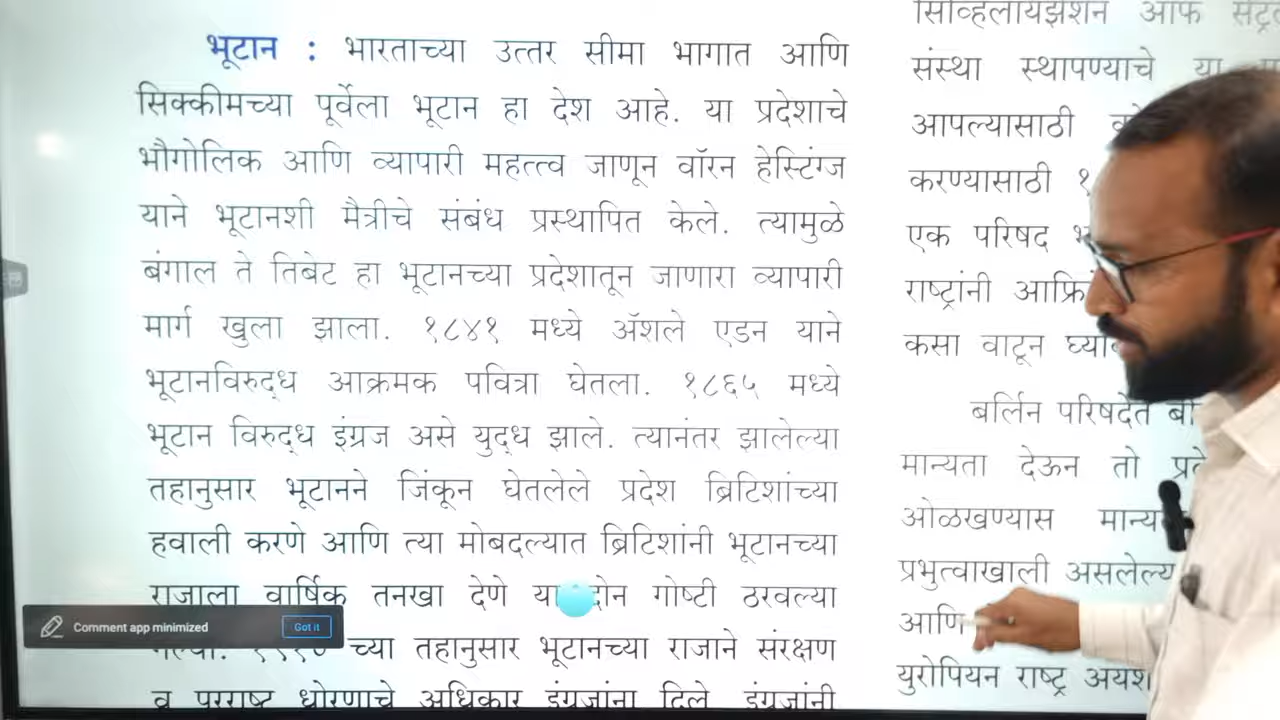 भूटान : भारताच्या उत्तर सीमा भागात आणि
सिक्कीमच्या पूर्वेला भूटान हा देश आहे. या प्रदेशाचे
भौगोलिक आणि व्यापारी महत्त्व जाणून वॉरन हेस्टिंग्ज
याने भूटानशी मैत्रीचे संबंध प्रस्थापित केले. त्यामुळे
बंगाल ते तिबेट हा भूटानच्या प्रदेशातून जाणारा व्यापारी
मार्ग खुला झाला. १८४१ मध्ये ॲशले एडन याने
भूटानविरुद्ध आक्रमक पवित्रा घेतला. १८६५ मध्ये
भूटान विरुद्ध इंग्रज असे युद्ध झाले. त्यानंतर झालेल्या
तहानुसार भूटानने जिंकून घेतलेले प्रदेश ब्रिटिशांच्या
हवाली करणे आणि त्या मोबदल्यात ब्रिटिशांनी भूटानच्या
राजाला वार्षिक तनखा देणे या दोन गोष्टी ठरवल्या
च्या तहानुसार भूटानच्या राजाने संरक्षण
व परराष्ट्र धोरणाचे अधिकार इंग्रजांना दिले. इंग्रजांनी
Comment app minimized
Got it
सिव्हिलायझेशन ऑफ
संस्था स्थापण्याचे या
आपल्यासाठी
करण्यासाठी
एक परिषद
राष्ट्रांनी
कसा वाटून
बर्लिन परिषदेत
मान्यता देऊन तो
ओळखण्यास
प्रभुत्वाखाली
आणि
युरोपियन राष्ट्र